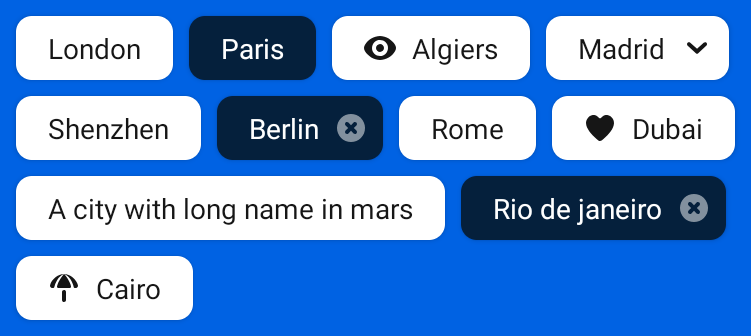 London Paris Algiers Madrid
Shenzhen Berlin Rome Dubai
A city with long name in mars Rio de janeiro
Cairo